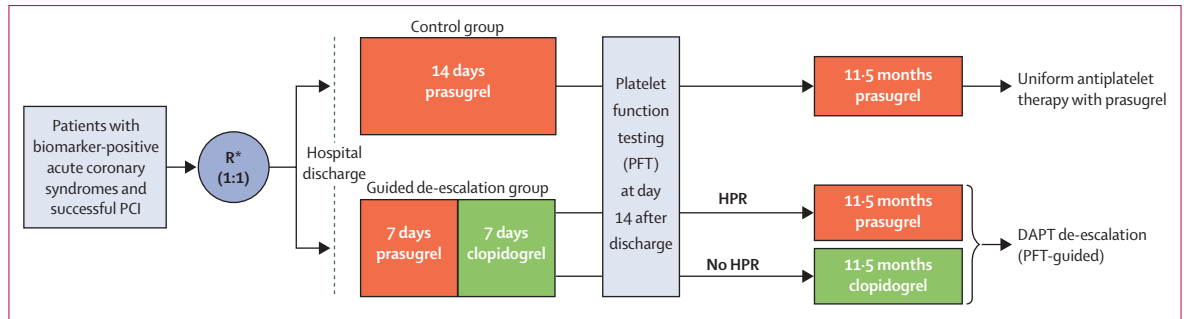 Control group
14 days
prasugrel
Patients with
biomarker-positive
acute coronary
syndromes and
successful PCI
R*
(1:1)
Hospital
discharge
Guided de-escalation group
7 days
prasugrel
7 days
clopidogrel
Platelet
function
testing
(PFT)
at day
14 after
discharge
HPR
No HPR
11·5 months
prasugrel
Uniform antiplatelet
therapy with prasugrel
11·5 months
prasugrel
11·5 months
clopidogrel
DAPT de-escalation
(PFT-guided)